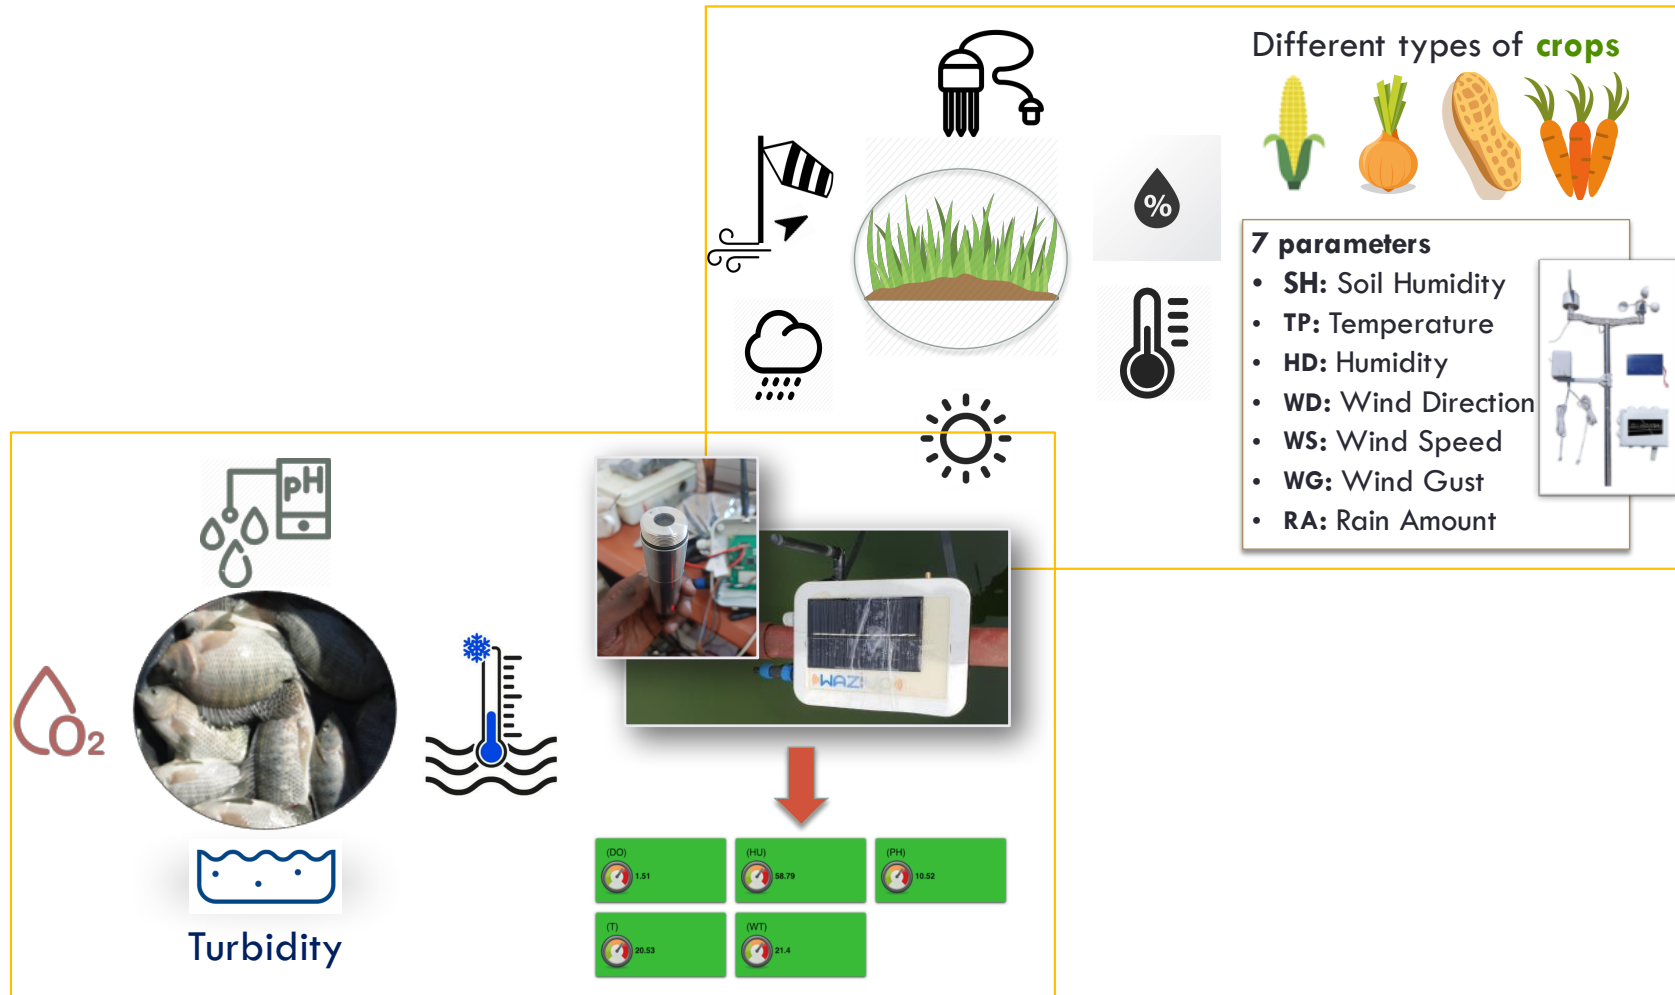 Different types of crops
%
7 parameters
• SH: Soil Humidity
• TP: Temperature
• HD: Humidity
• WD: Wind Direction
• WS: Wind Speed
• WG: Wind Gust
• RA: Rain Amount
pH
O2
Turbidity
(DO)
1.51
(HU)
58.79
(PH)
10.52
(T)
20.53
(WT)
21.4